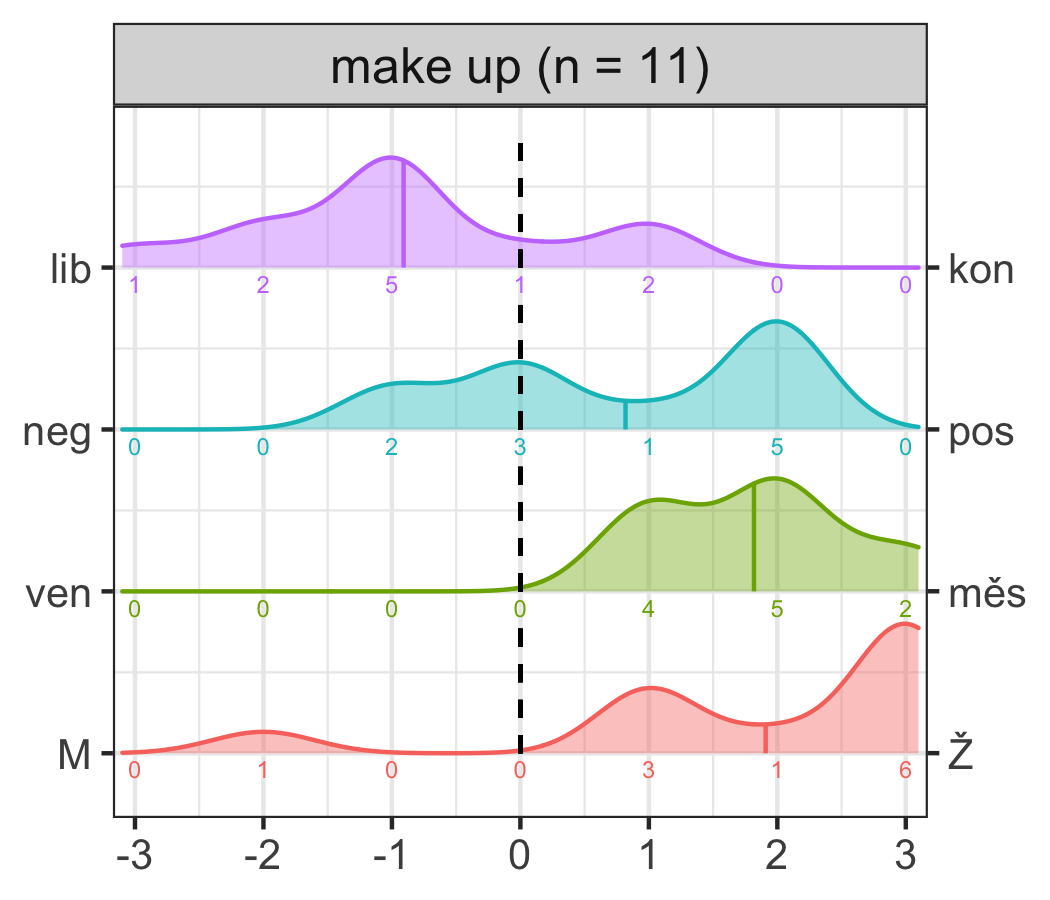 make up (n = 11)
lib kon
1 2 5 1 2 0 0
neg pos
0 0 2 3 1 5 0
ven měs
0 0 0 0 4 5 2
M Ž
0 1 0 0 3 1 6
-3 -2 -1 0 1 2 3